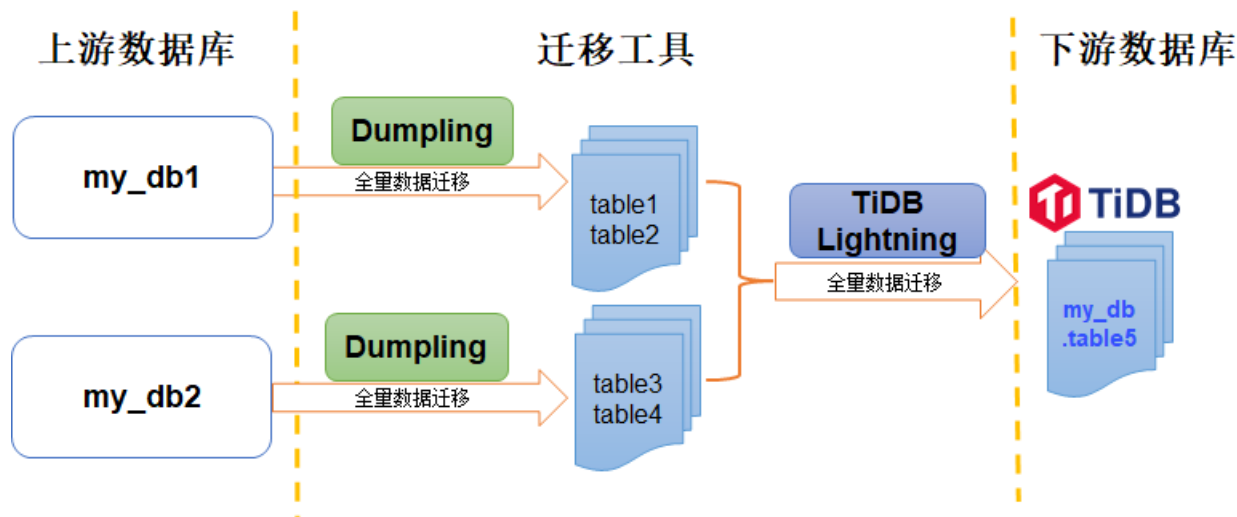 上游数据库
迁移工具
下游数据库
my_db1
Dumpling
全量数据迁移
table1
table2
TiDB
Lightning
全量数据迁移
TiDB
my_db
.table5
my_db2
Dumpling
全量数据迁移
table3
table4